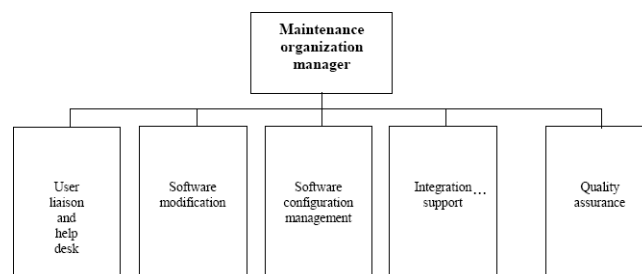 Maintenance
organization
manager
User
liaison
and
help
desk
Software
modification
Software
configuration
management
Integration...
support
Quality
assurance